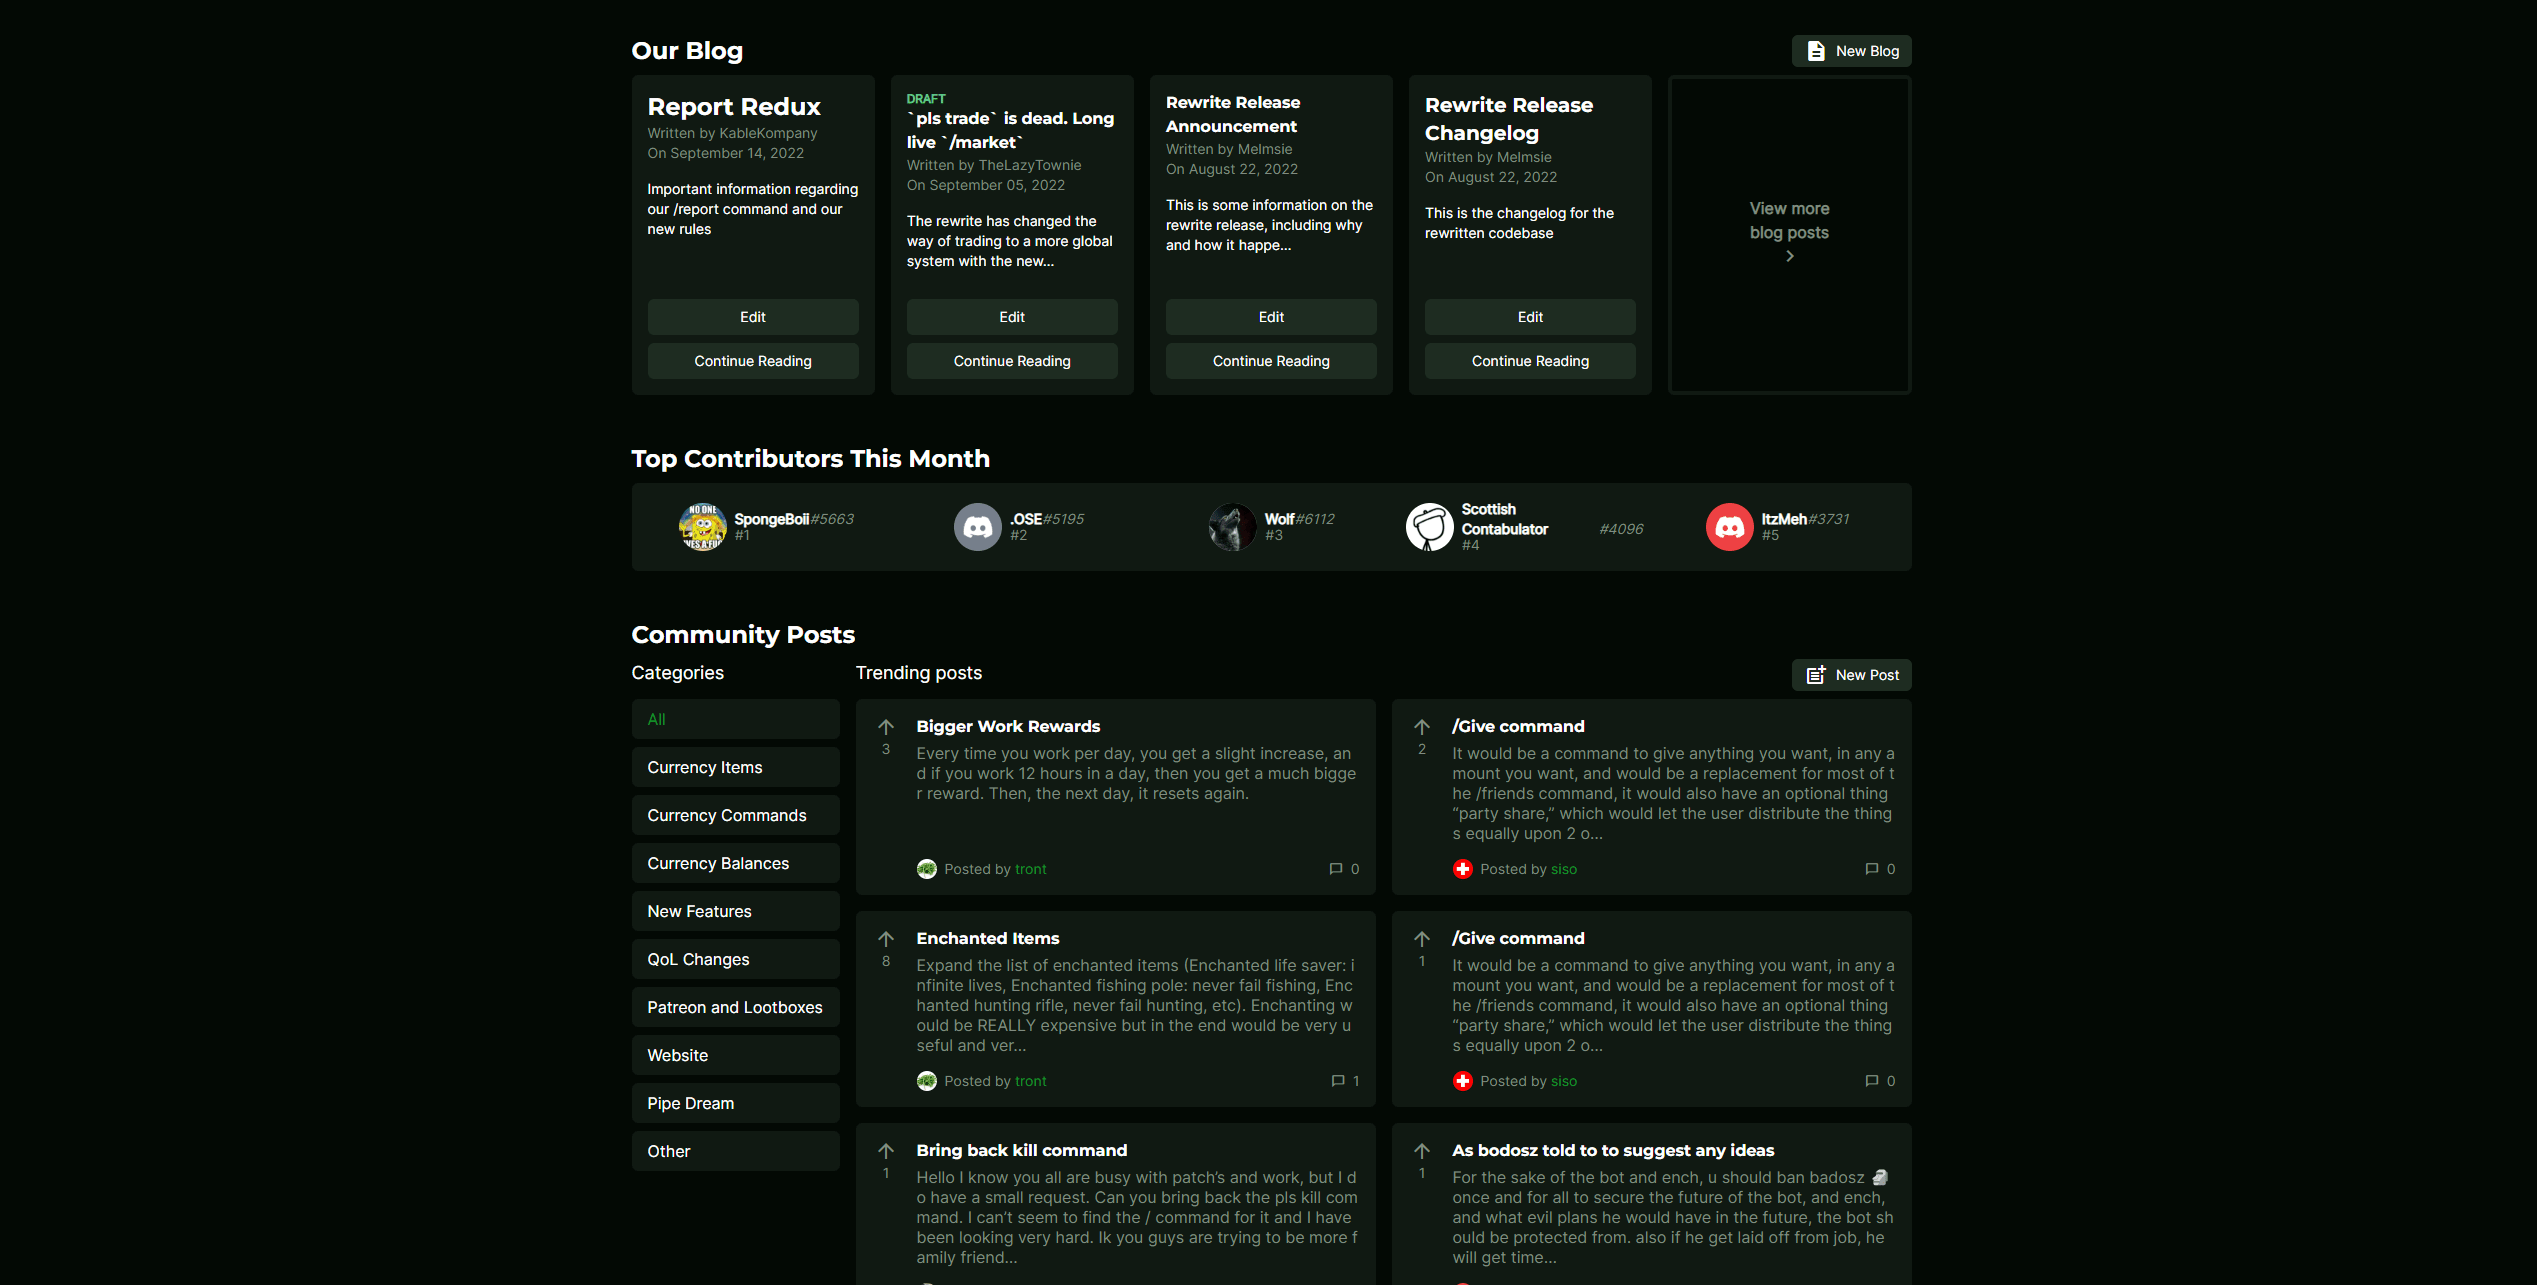 Our Blog
New Blog
Report Redux
Written by KableKompany
On September 14, 2022
Important information regarding
our /report command and our
new rules
Edit
Continue Reading
DRAFT
`pls trade` is dead. Long
live `/market`
Written by TheLazyTownie
On September 05, 2022
The rewrite has changed the
way of trading to a more global
system with the new...
Edit
Continue Reading
Rewrite Release
Announcement
Written by Melmsie
On August 22, 2022
This is some information on the
rewrite release, including why
and how it happe...
Edit
Continue Reading
Rewrite Release
Changelog
Written by Melmsie
On August 22, 2022
This is the changelog for the
rewritten codebase
Edit
Continue Reading
View more
blog posts
Top Contributors This Month
NO ONE
SpongeBoii#5663
#1
.OSE#5195
#2
Wolf#6112
#3
Scottish
Contabulator #4096
#4
ItzMeh#3731
#5
Community Posts
Categories
All
Currency Items
Currency Commands
Currency Balances
New Features
QoL Changes
Patreon and Lootboxes
Website
Pipe Dream
Other
Trending posts
New Post
Bigger Work Rewards
3
Every time you work per day, you get a slight increase, an
d if you work 12 hours in a day, then you get a much bigge
r reward. Then, the next day, it resets again.
Posted by tront
0
/Give command
2
It would be a command to give anything you want, in any a
mount you want, and would be a replacement for most of t
he /friends command, it would also have an optional thing
“party share,” which would let the user distribute the thing
s equally upon 2 o...
Posted by siso
0
Enchanted Items
8
Expand the list of enchanted items (Enchanted life saver: i
nfinite lives, Enchanted fishing pole: never fail fishing, Enc
hanted hunting rifle, never fail hunting, etc). Enchanting w
ould be REALLY expensive but in the end would be very u
seful and ver...
Posted by tront
1
/Give command
1
It would be a command to give anything you want, in any a
mount you want, and would be a replacement for most of t
he /friends command, it would also have an optional thing
“party share,” which would let the user distribute the thing
s equally upon 2 o...
Posted by siso
0
Bring back kill command
1
Hello I know you all are busy with patch’s and work, but I d
o have a small request. Can you bring back the pls kill com
mand. I can’t seem to find the / command for it and I have
been looking very hard. Ik you guys are trying to be more f
amily friend...
As bodosz told to to suggest any ideas
1
For the sake of the bot and ench, u should ban badosz 🗿
once and for all to secure the future of the bot, and ench,
and what evil plans he would have in the future, the bot sh
ould be protected from. also if he get laid off from job, he
will get time...